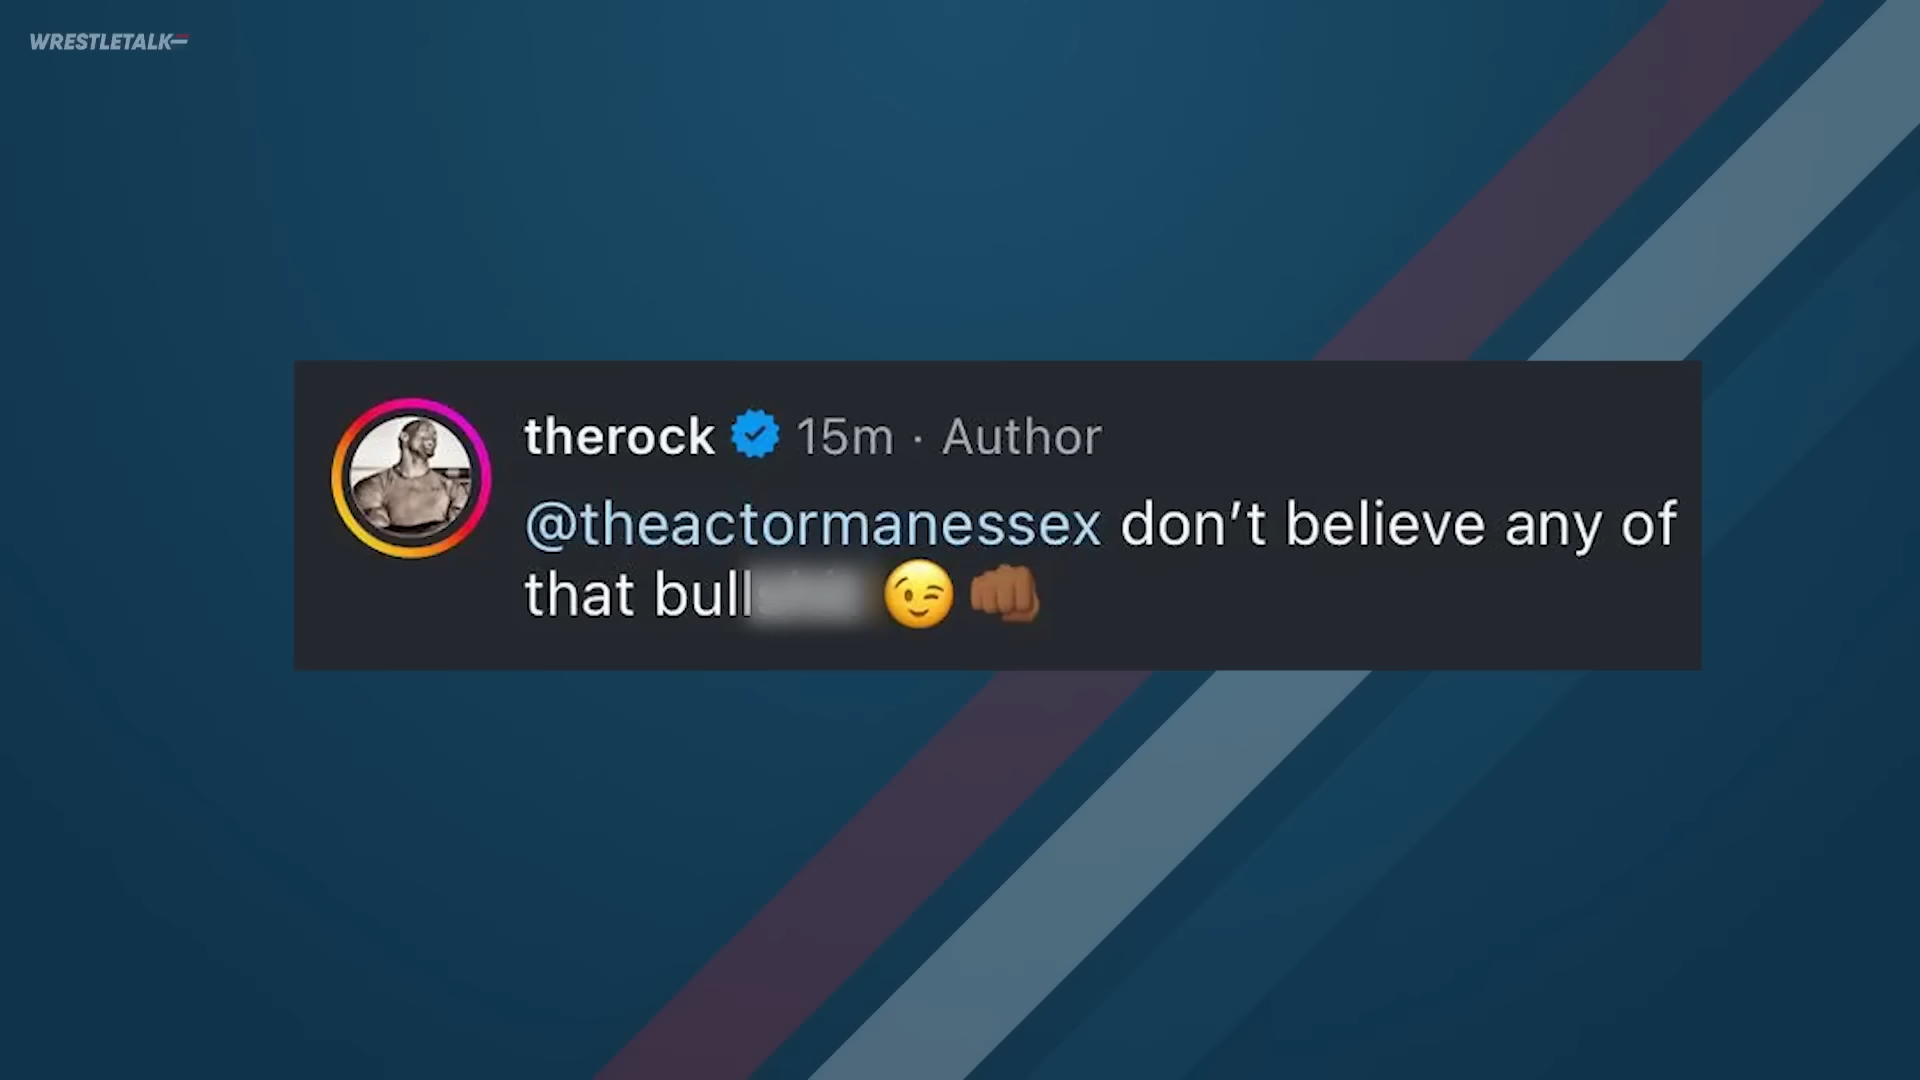 WRESTLETALK
therock 15m · Author
@theactormanessex don’t believe any of
that bull 😉 👊🏾